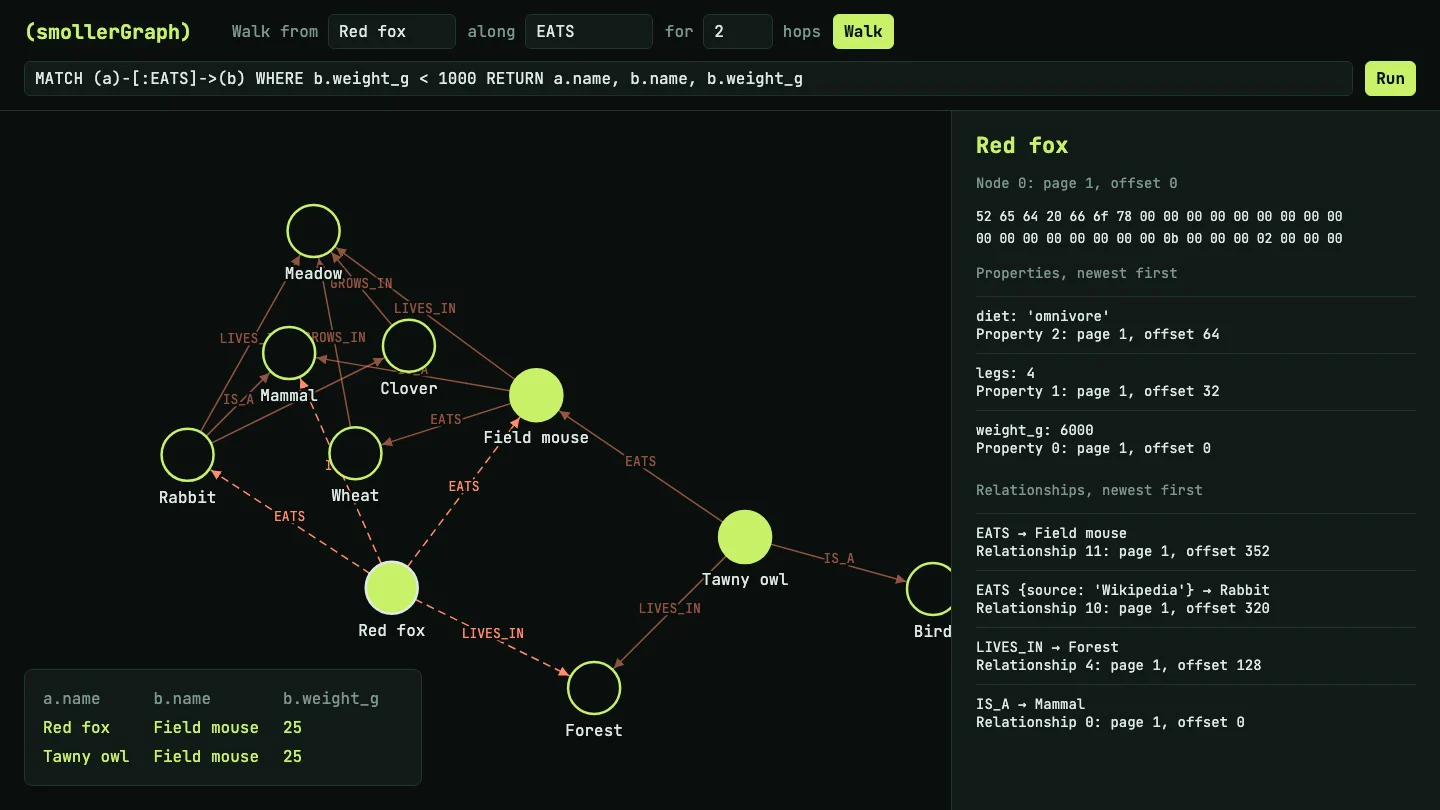 (smollerGraph) Walk from Red fox along EATS for 2 hops Walk
MATCH (a)-[:EATS]->(b) WHERE b.weight_g < 1000 RETURN a.name, b.name, b.weight_g Run
Meadow
GROWS_IN
LIVES_IN
LIVES_
ROWS_IN
Mammal
Clover
IS_A
EATS
Field mouse
EATS
Rabbit
Wheat
EATS
EATS
Tawny owl
IS_A
LIVES_IN
Bird
Red fox
LIVES_IN
Forest
a.name b.name b.weight_g
Red fox Field mouse 25
Tawny owl Field mouse 25
Red fox
Node 0: page 1, offset 0
52 65 64 20 66 6f 78 00 00 00 00 00 00 00 00 00
00 00 00 00 00 00 00 00 0b 00 00 00 02 00 00 00
Properties, newest first
diet: 'omnivore'
Property 2: page 1, offset 64
legs: 4
Property 1: page 1, offset 32
weight_g: 6000
Property 0: page 1, offset 0
Relationships, newest first
EATS → Field mouse
Relationship 11: page 1, offset 352
EATS {source: 'Wikipedia'} → Rabbit
Relationship 10: page 1, offset 320
LIVES_IN → Forest
Relationship 4: page 1, offset 128
IS_A → Mammal
Relationship 0: page 1, offset 0